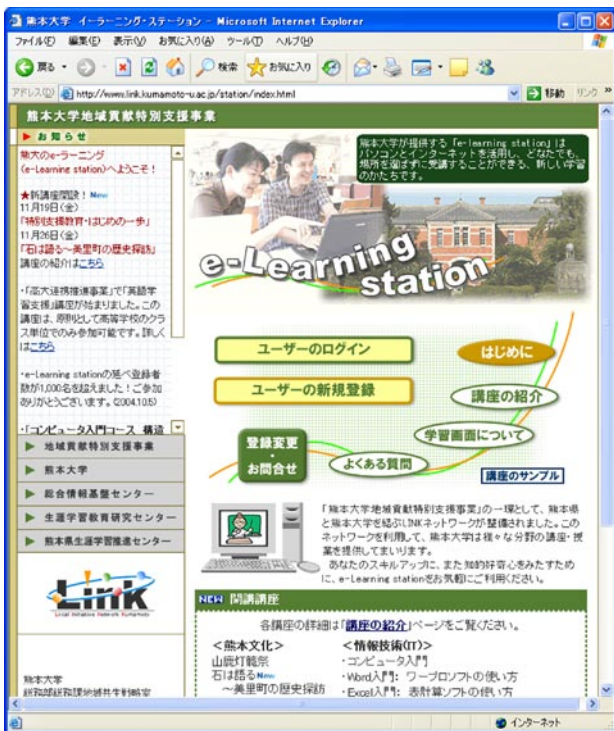 熊本大学 イーラーニング・ステーション - Microsoft Internet Explorer
ファイル(F) 編集(E) 表示(V) お気に入り(A) ツール(T) ヘルプ(H)
戻る 検索 お気に入り
アドレス(D) http://www.link.kumamoto-u.ac.jp/station/index.html 移動 リンク »
熊本大学地域貢献特別支援事業
お知らせ
熊大のe-ラーニング
(e-Learning station)へようこそ!
★新講座開設! New
11月19日(金)
「特別支援教育・はじめの一歩」
11月26日(金)
「石は語る~美里町の歴史探訪」
講座の紹介はこちら
・「高大連携推進事業」で「英語学
習支援」講座が始まりました。この
講座は、原則として高等学校のクラ
ス単位でのみ参加可能です。詳しく
はこちら
・e-Learning stationの延べ登録者
数が1,000名を超えました!ご参加
ありがとうございます。(2004.10.5)
・「コンピュータ入門コース 構造
地域貢献特別支援事業
熊本大学
総合情報基盤センター
生涯学習教育研究センター
熊本県生涯学習推進センター
Link
Local Initiative Network Kumamoto
熊本大学
総務部総務課地域共生戦略室
熊本大学が提供する「e-learning station」は
パソコンとインターネットを活用し、どなたでも、
場所を選ばずに受講することができる、新しい学習
のかたちです。
e-Learning
station
ユーザーのログイン
ユーザーの新規登録
はじめに
講座の紹介
学習画面について
よくある質問
登録変更
・
お問合せ
講座のサンプル
「熊本大学地域貢献特別支援事業」の一環として、熊本県
と熊本大学を結ぶLINKネットワークが整備されました。この
ネットワークを利用して、熊本大学は様々な分野の講座・授
業を提供してまいります。
あなたのスキルアップに、また知的好奇心をみたすため
に、e-Learning stationをお気軽にご利用ください。
NEW 開講講座
各講座の詳細は「講座の紹介」ページをご覧ください。
<熊本文化>
山鹿灯籠祭
石は語るNew
~美里町の歴史探訪
<情報技術(IT)>
・コンピュータ入門
・Word入門: ワープロソフトの使い方
・Excel入門: 表計算ソフトの使い方
インターネット